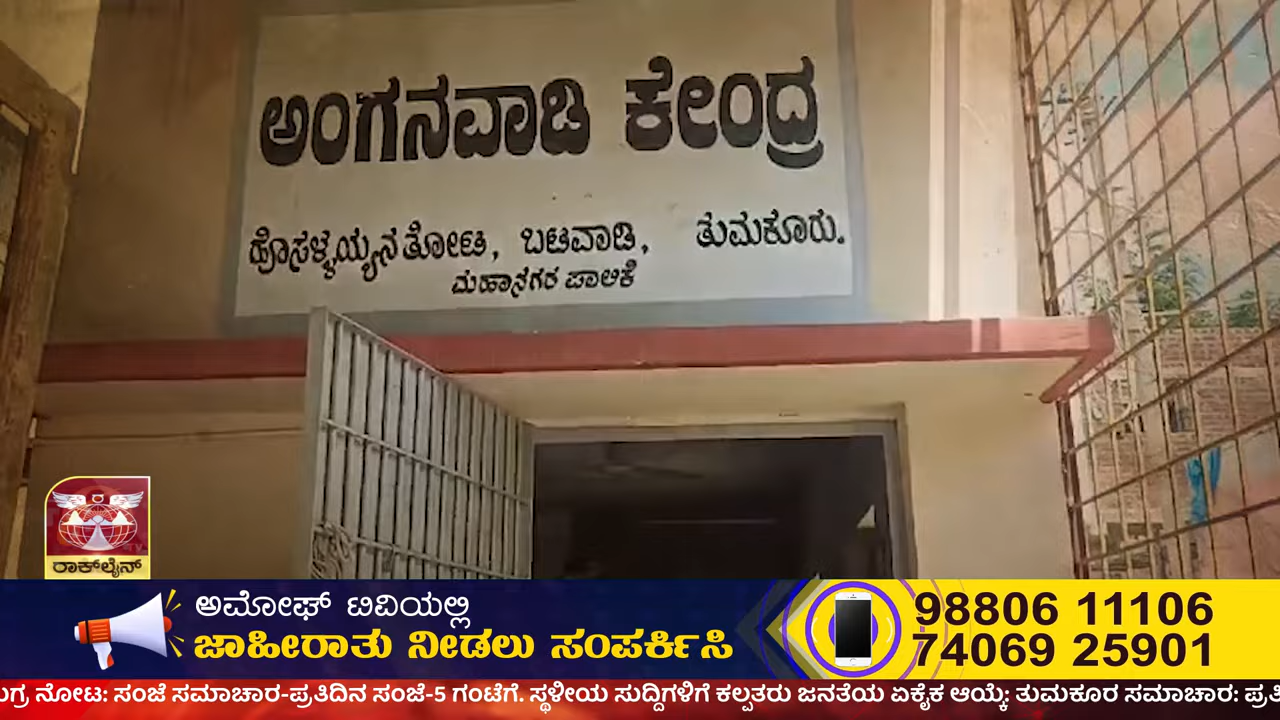 ಅಂಗನವಾಡಿ ಕೇಂದ್ರ
ಹೊಸಳ್ಳಯ್ಯನತೋಟ, ಬಟವಾಡಿ, ತುಮಕೂರು.
ಮಹಾನಗರ ಪಾಲಿಕೆ
ರಾಕ್‌ಲೈನ್
ಅಮೋಘ್ ಟಿವಿಯಲ್ಲಿ
ಜಾಹೀರಾತು ನೀಡಲು ಸಂಪರ್ಕಿಸಿ
98806 11106
74069 25901
ನೋಟ: ಸಂಜೆ ಸಮಾಚಾರ-ಪ್ರತಿದಿನ ಸಂಜೆ-5 ಗಂಟೆಗೆ. ಸ್ಥಳೀಯ ಸುದ್ದಿಗಳಿಗೆ ಕಲ್ಪತರು ಜನತೆಯ ಏಕೈಕ ಆಯ್ಕೆ: ತುಮಕೂರ ಸಮಾಚಾರ: